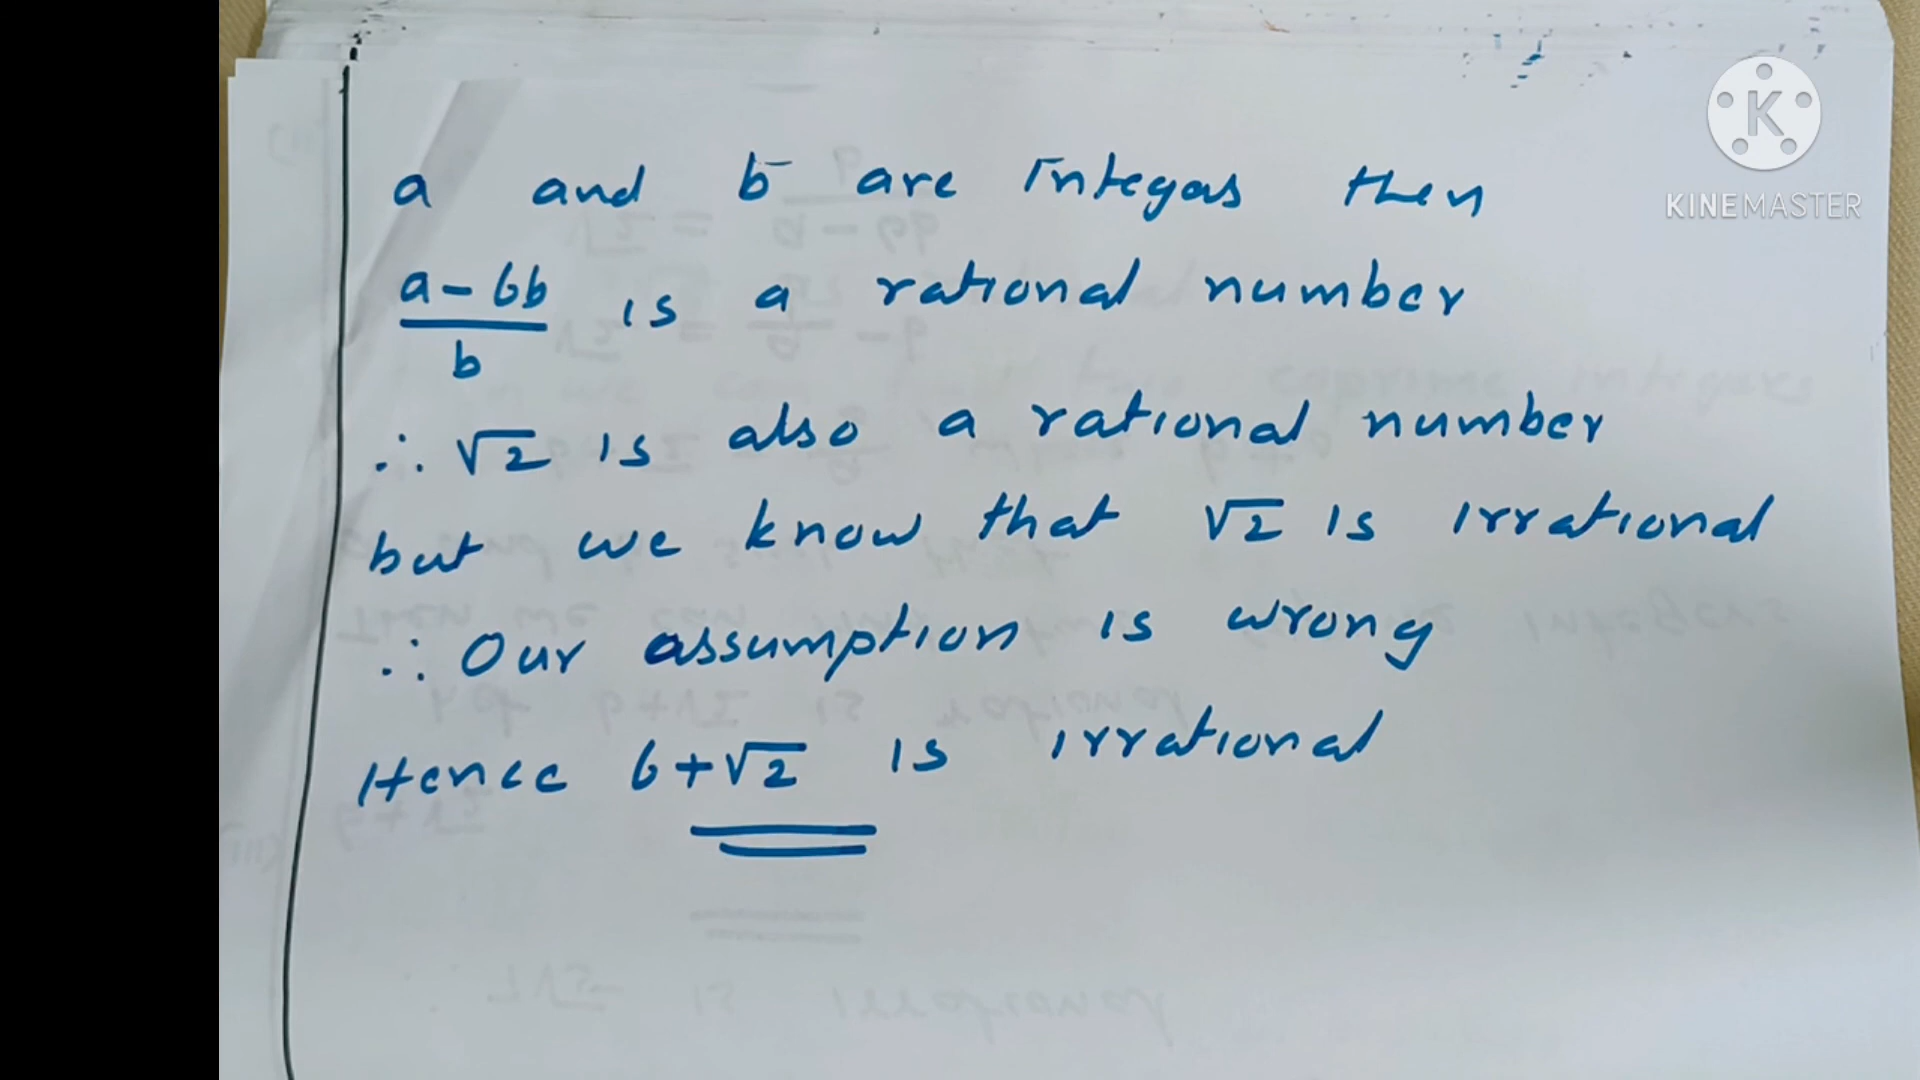 a and b are Integers then
a - 6b / b is a rational number
∴ √2 is also a rational number
but we know that √2 is irrational
∴ Our assumption is wrong
Hence 6+√2 is irrational
KINEMASTER